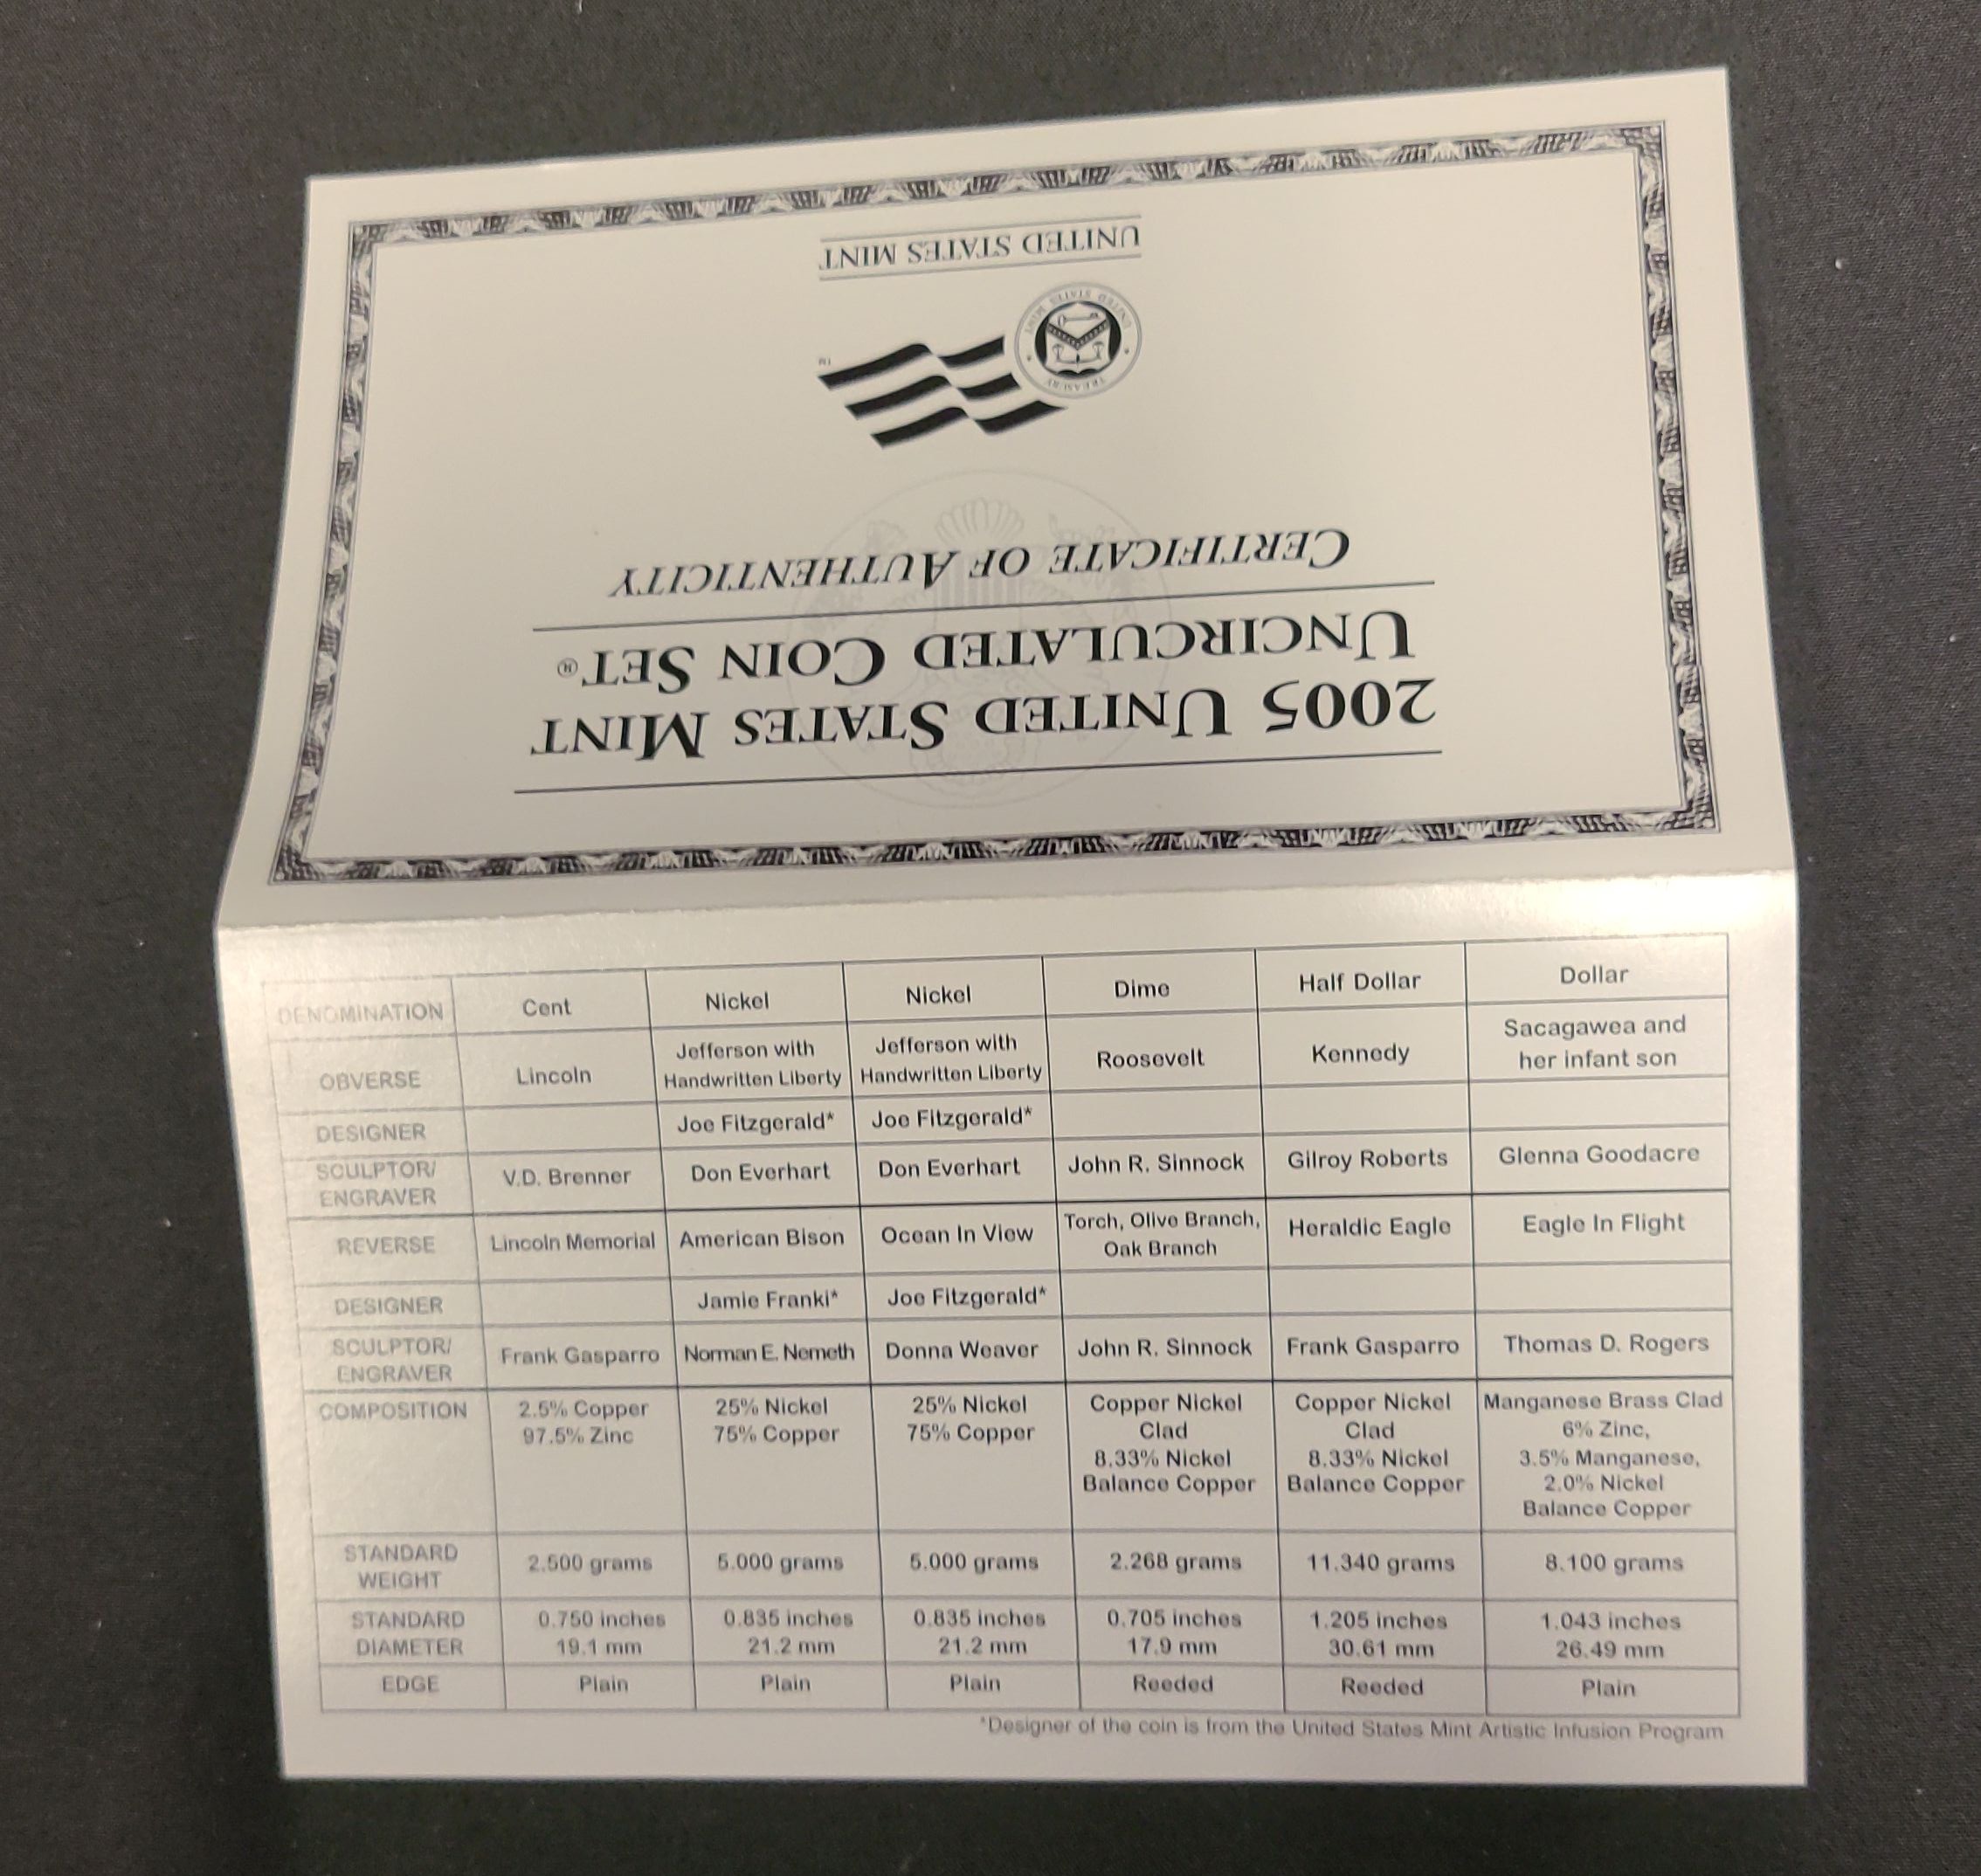 UNITED STATES MINT
UNITED STATES MINT
TREASURY
TM
CERTIFICATE OF AUTHENTICITY
UNCIRCULATED COIN SET®
2005 UNITED STATES MINT
DENOMINATION Cent Nickel Nickel Dime Half Dollar Dollar
OBVERSE Lincoln Jefferson with Handwritten Liberty Jefferson with Handwritten Liberty Roosevelt Kennedy Sacagawea and her infant son
DESIGNER Joe Fitzgerald* Joe Fitzgerald*
SCULPTOR/ENGRAVER V.D. Brenner Don Everhart Don Everhart John R. Sinnock Gilroy Roberts Glenna Goodacre
REVERSE Lincoln Memorial American Bison Ocean In View Torch, Olive Branch, Oak Branch Heraldic Eagle Eagle In Flight
DESIGNER Jamie Franki* Joe Fitzgerald*
SCULPTOR/ENGRAVER Frank Gasparro Norman E. Nemeth Donna Weaver John R. Sinnock Frank Gasparro Thomas D. Rogers
COMPOSITION 2.5% Copper 97.5% Zinc 25% Nickel 75% Copper 25% Nickel 75% Copper Copper Nickel Clad 8.33% Nickel Balance Copper Copper Nickel Clad 8.33% Nickel Balance Copper Manganese Brass Clad 6% Zinc, 3.5% Manganese, 2.0% Nickel Balance Copper
STANDARD WEIGHT 2.500 grams 5.000 grams 5.000 grams 2.268 grams 11.340 grams 8.100 grams
STANDARD DIAMETER 0.750 inches 19.1 mm 0.835 inches 21.2 mm 0.835 inches 21.2 mm 0.705 inches 17.9 mm 1.205 inches 30.61 mm 1.043 inches 26.49 mm
EDGE Plain Plain Plain Reeded Reeded Plain
*Designer of the coin is from the United States Mint Artistic Infusion Program